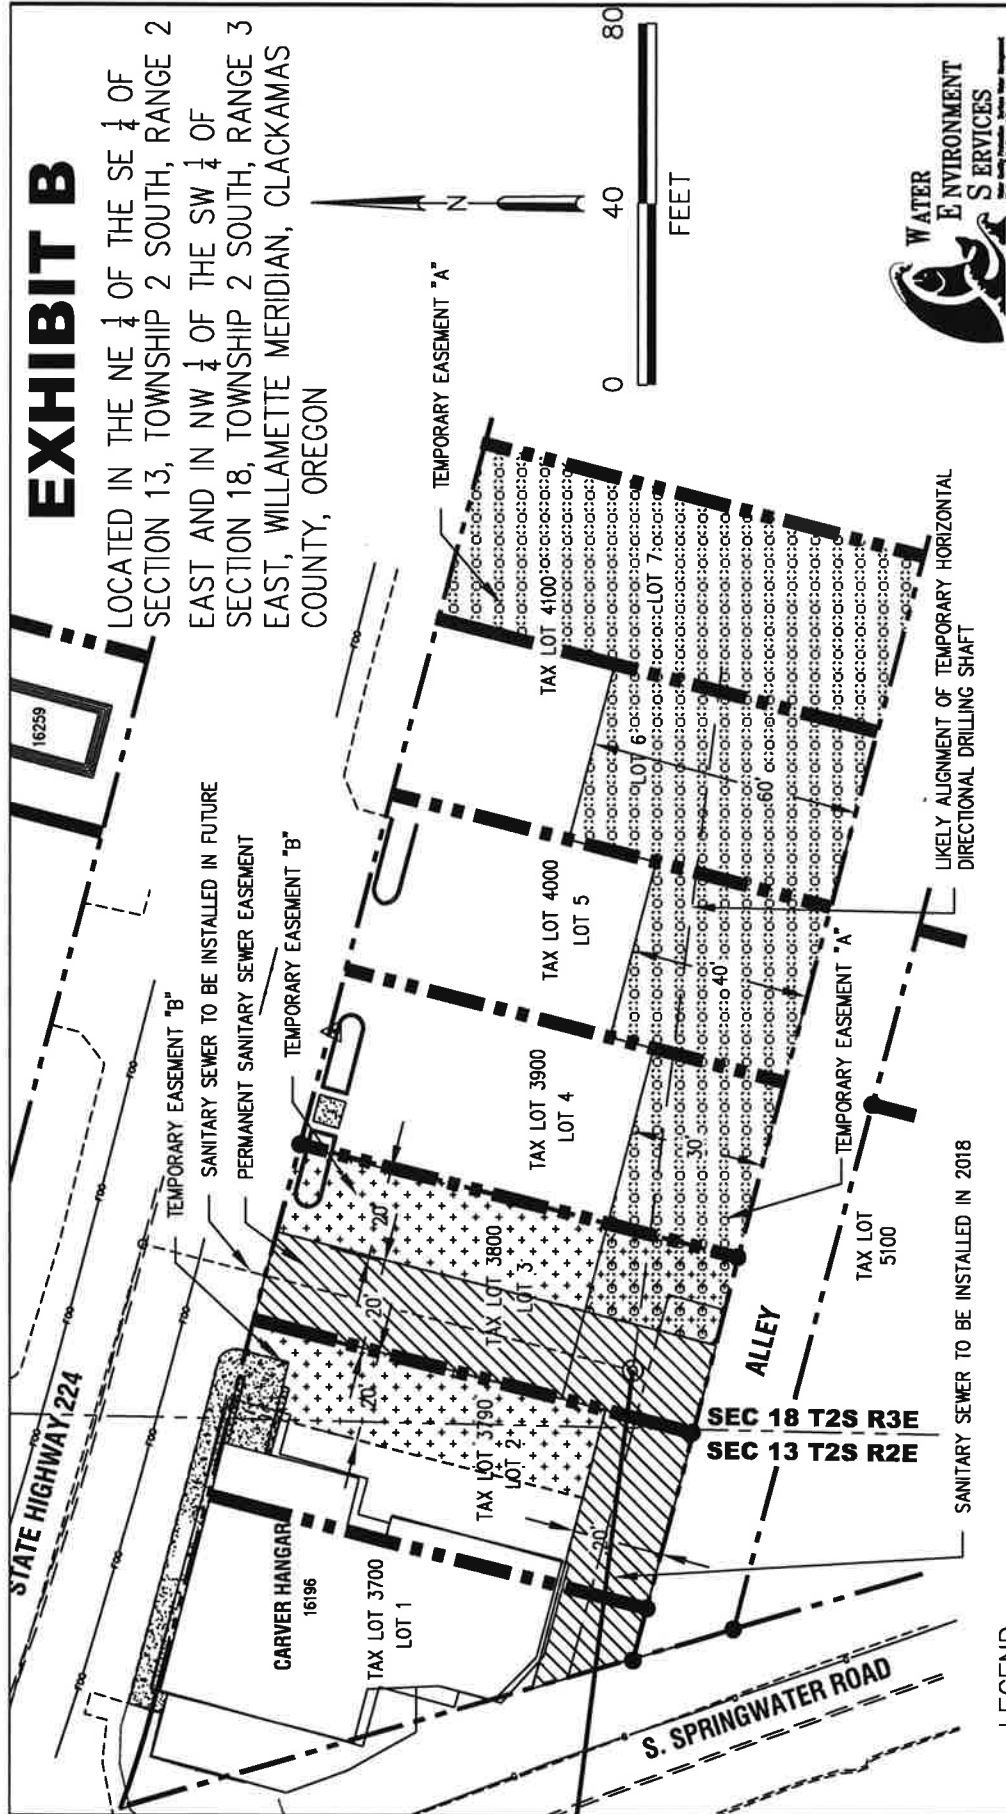 EXHIBIT B
LOCATED IN THE NE 1/4 OF THE SE 1/4 OF
SECTION 13, TOWNSHIP 2 SOUTH, RANGE 2
EAST AND IN NW 1/4 OF THE SW 1/4 OF
SECTION 18, TOWNSHIP 2 SOUTH, RANGE 3
EAST, WILLAMETTE MERIDIAN, CLACKAMAS
COUNTY, OREGON
N
0 40 80
FEET
WATER
ENVIRONMENT
SERVICES
16259
STATE HIGHWAY 224
FOO
FOO
FOO
FOO
FOO
FOO
FOO
TEMPORARY EASEMENT "B"
SANITARY SEWER TO BE INSTALLED IN FUTURE
PERMANENT SANITARY SEWER EASEMENT
TEMPORARY EASEMENT "B"
TEMPORARY EASEMENT "A"
CARVER HANGAR
16196
TAX LOT 3700
LOT 1
TAX LOT 3790
LOT 2
TAX LOT 3800
LOT 3
TAX LOT 3900
LOT 4
TAX LOT 4000
LOT 5
LOT 6
TAX LOT 4100
LOT 7
20'
20'
20'
20'
30'
40'
60'
TEMPORARY EASEMENT "A"
LIKELY ALIGNMENT OF TEMPORARY HORIZONTAL
DIRECTIONAL DRILLING SHAFT
ALLEY
TAX LOT
5100
SEC 18 T2S R3E
SEC 13 T2S R2E
SANITARY SEWER TO BE INSTALLED IN 2018
S. SPRINGWATER ROAD
LEGEND